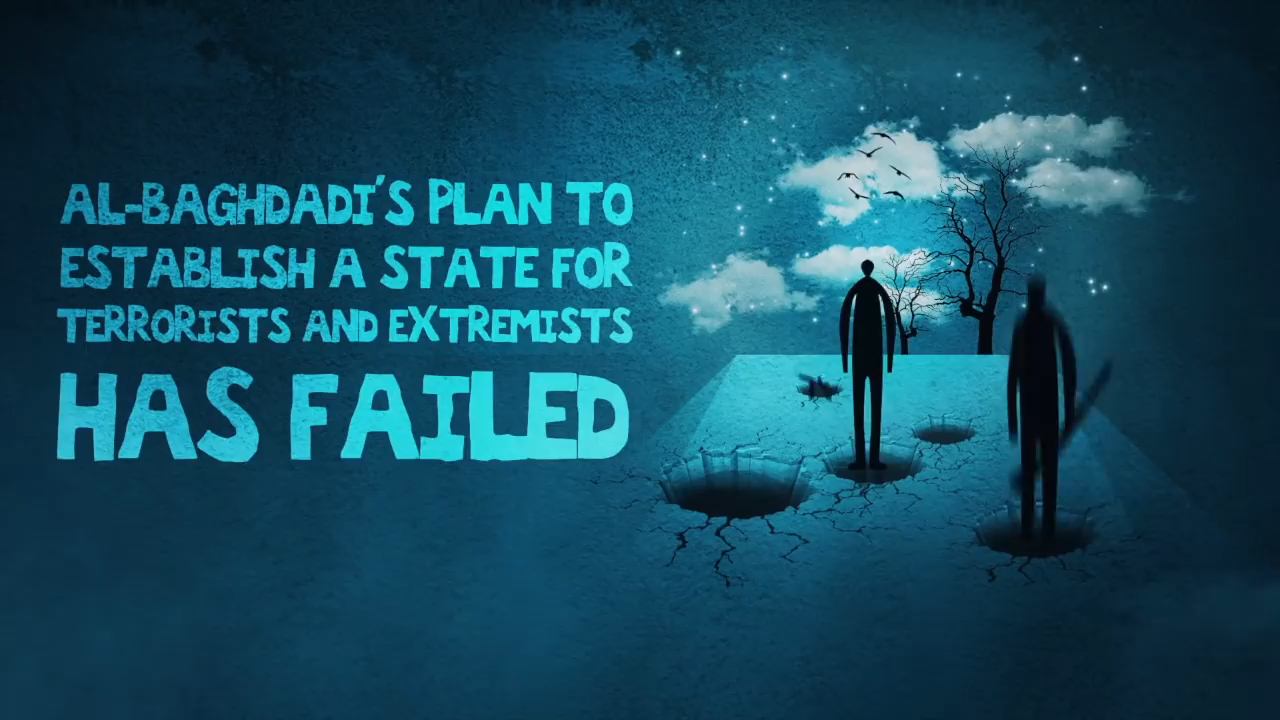 AL-BAGHDADI'S PLAN TO
ESTABLISH A STATE FOR
TERRORISTS AND EXTREMISTS
HAS FAILED